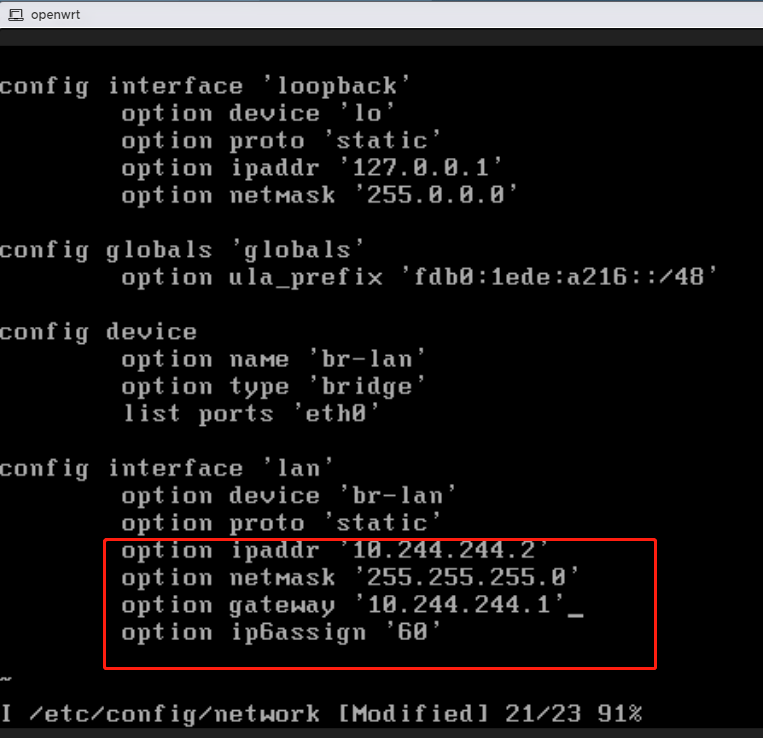 openwrt
config interface 'loopback'
option device 'lo'
option proto 'static'
option ipaddr '127.0.0.1'
option netmask '255.0.0.0'
config globals 'globals'
option ula_prefix 'fdb0:1ede:a216::/48'
config device
option name 'br-lan'
option type 'bridge'
list ports 'eth0'
config interface 'lan'
option device 'br-lan'
option proto 'static'
option ipaddr '10.244.244.2'
option netmask '255.255.255.0'
option gateway '10.244.244.1'_
option ip6assign '60'
~
I /etc/config/network [Modified] 21/23 91%